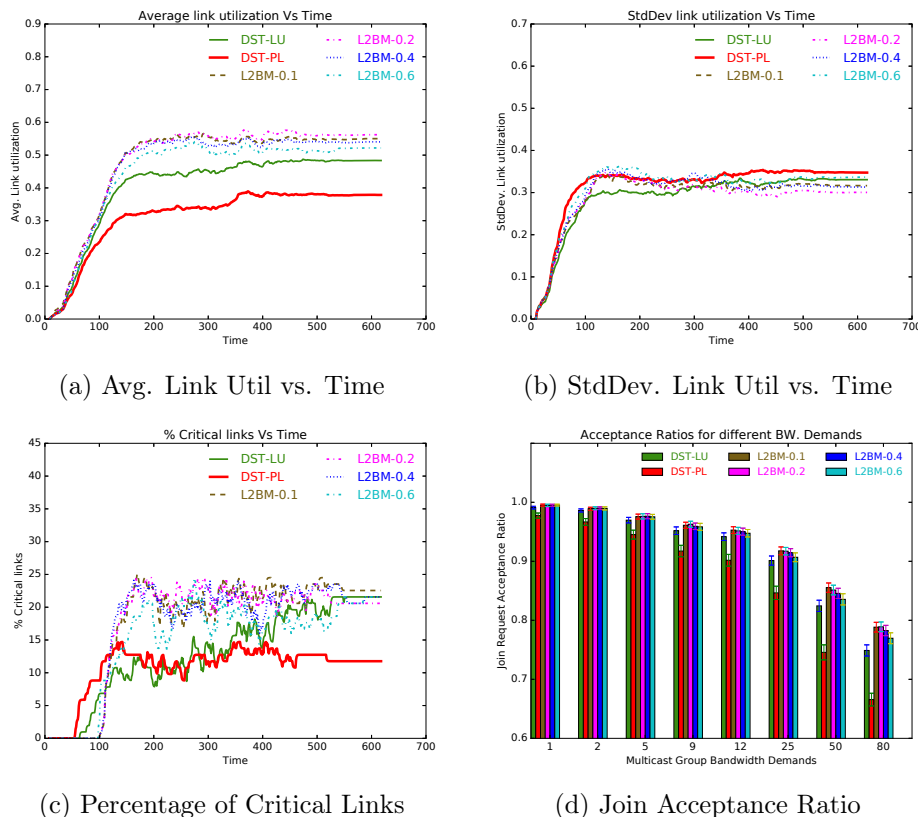 Average link utilization Vs Time
Avg. Link utilization
0.9
0.8
0.7
0.6
0.5
0.4
0.3
0.2
0.1
0.0
DST-LU
DST-PL
L2BM-0.1
L2BM-0.2
L2BM-0.4
L2BM-0.6
0 100 200 300 400 500 600 700
Time
(a) Avg. Link Util vs. Time
StdDev link utilization Vs Time
StdDev. Link utilization
0.7
0.6
0.5
0.4
0.3
0.2
0.1
0.0
DST-LU
DST-PL
L2BM-0.1
L2BM-0.2
L2BM-0.4
L2BM-0.6
0 100 200 300 400 500 600 700
Time
(b) StdDev. Link Util vs. Time
% Critical links Vs Time
% Critical links
45
40
35
30
25
20
15
10
5
0
DST-LU
DST-PL
L2BM-0.1
L2BM-0.2
L2BM-0.4
L2BM-0.6
0 100 200 300 400 500 600 700
Time
(c) Percentage of Critical Links
Acceptance Ratios for different BW. Demands
Join Request Acceptance Ratio
DST-LU
DST-PL
L2BM-0.1
L2BM-0.2
L2BM-0.4
L2BM-0.6
1.0
0.9
0.8
0.7
0.6
1 2 5 9 12 25 50 80
Multicast Group Bandwidth Demands
(d) Join Acceptance Ratio